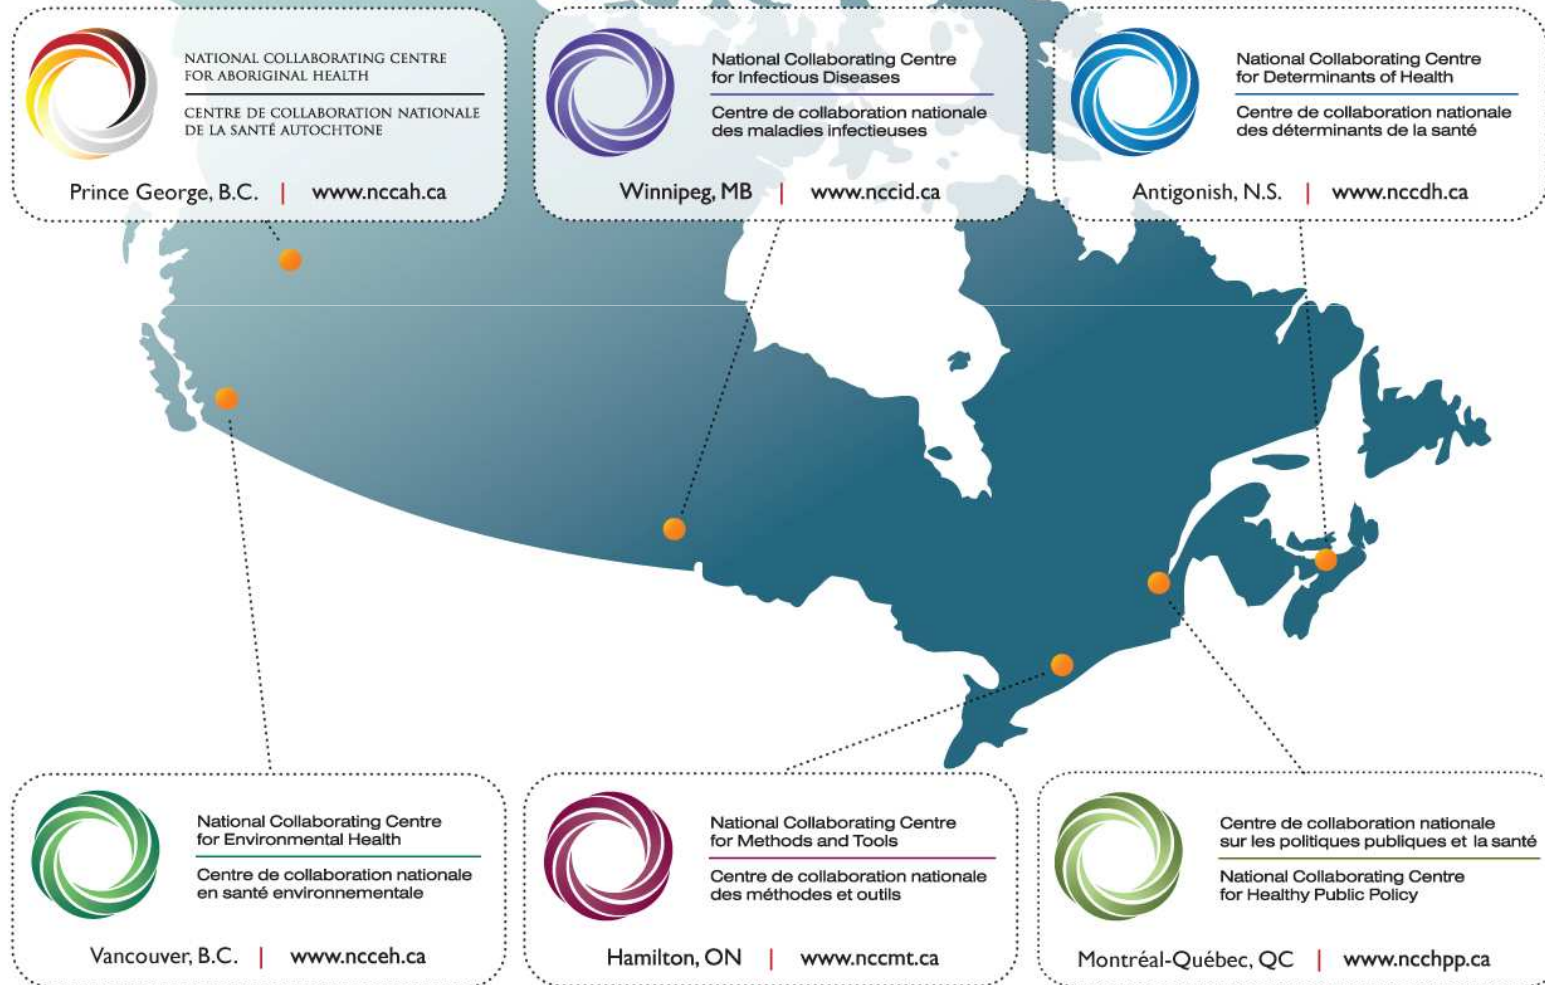 NATIONAL COLLABORATING CENTRE
FOR ABORIGINAL HEALTH
CENTRE DE COLLABORATION NATIONALE
DE LA SANTÉ AUTOCHTONE
Prince George, B.C. | www.nccah.ca
National Collaborating Centre
for Infectious Diseases
Centre de collaboration nationale
des maladies infectieuses
Winnipeg, MB | www.nccid.ca
National Collaborating Centre
for Determinants of Health
Centre de collaboration nationale
des déterminants de la santé
Antigonish, N.S. | www.nccdh.ca
National Collaborating Centre
for Environmental Health
Centre de collaboration nationale
en santé environnementale
Vancouver, B.C. | www.ncceh.ca
National Collaborating Centre
for Methods and Tools
Centre de collaboration nationale
des méthodes et outils
Hamilton, ON | www.nccmt.ca
Centre de collaboration nationale
sur les politiques publiques et la santé
National Collaborating Centre
for Healthy Public Policy
Montréal-Québec, QC | www.ncchpp.ca